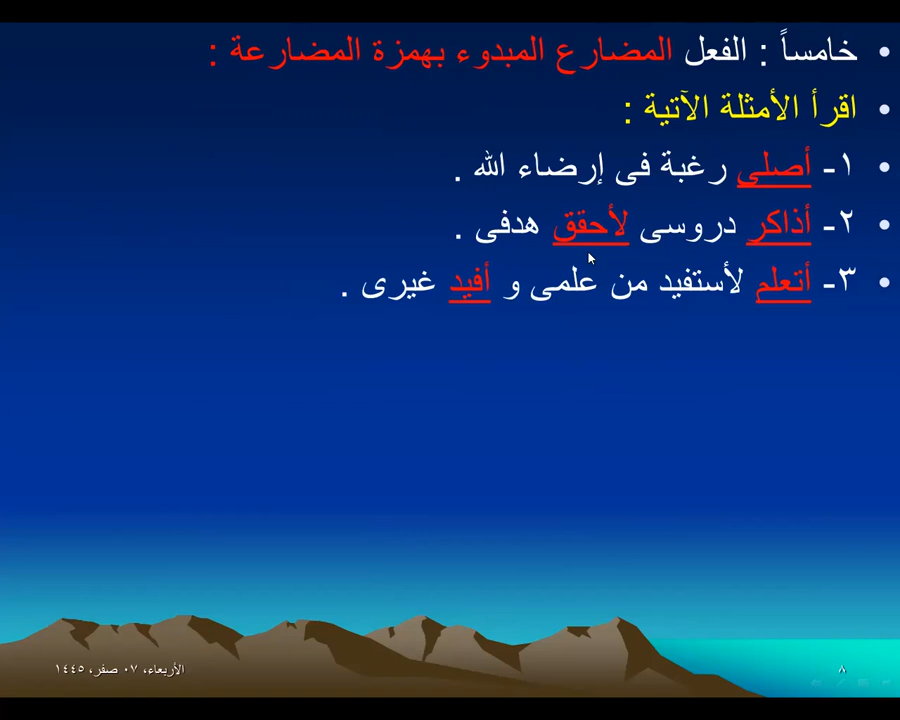 خامساً : الفعل المضارع المبدوء بهمزة المضارعة :
اقرأ الأمثلة الآتية :
١- أصلى رغبة فى إرضاء الله .
٢- أذاكر دروسى لأحقق هدفى .
٣- أتعلم لأستفيد من علمى و أفيد غيرى .
الأربعاء، ٠٧ صفر، ١٤٤٥
٨